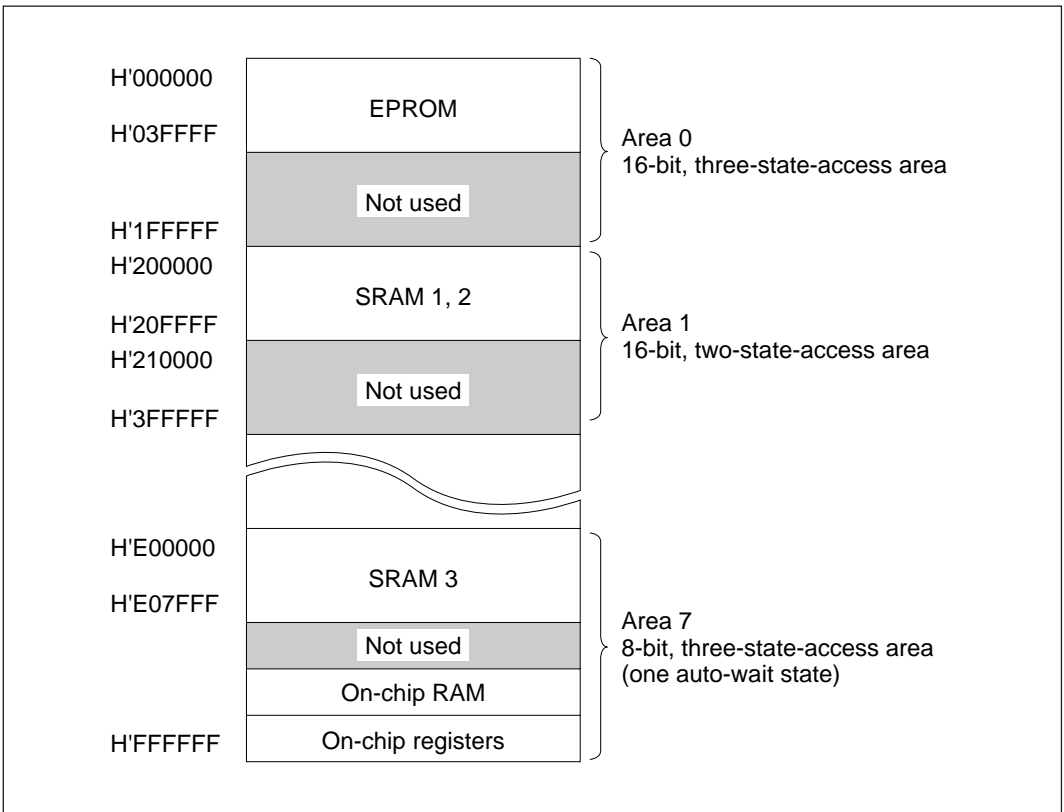 H'000000
EPROM
H'03FFFF
Area 0
16-bit, three-state-access area
Not used
H'1FFFFF
H'200000
SRAM 1, 2
H'20FFFF
Area 1
16-bit, two-state-access area
H'210000
Not used
H'3FFFFF
H'E00000
SRAM 3
H'E07FFF
Area 7
8-bit, three-state-access area
(one auto-wait state)
Not used
On-chip RAM
H'FFFFFF
On-chip registers